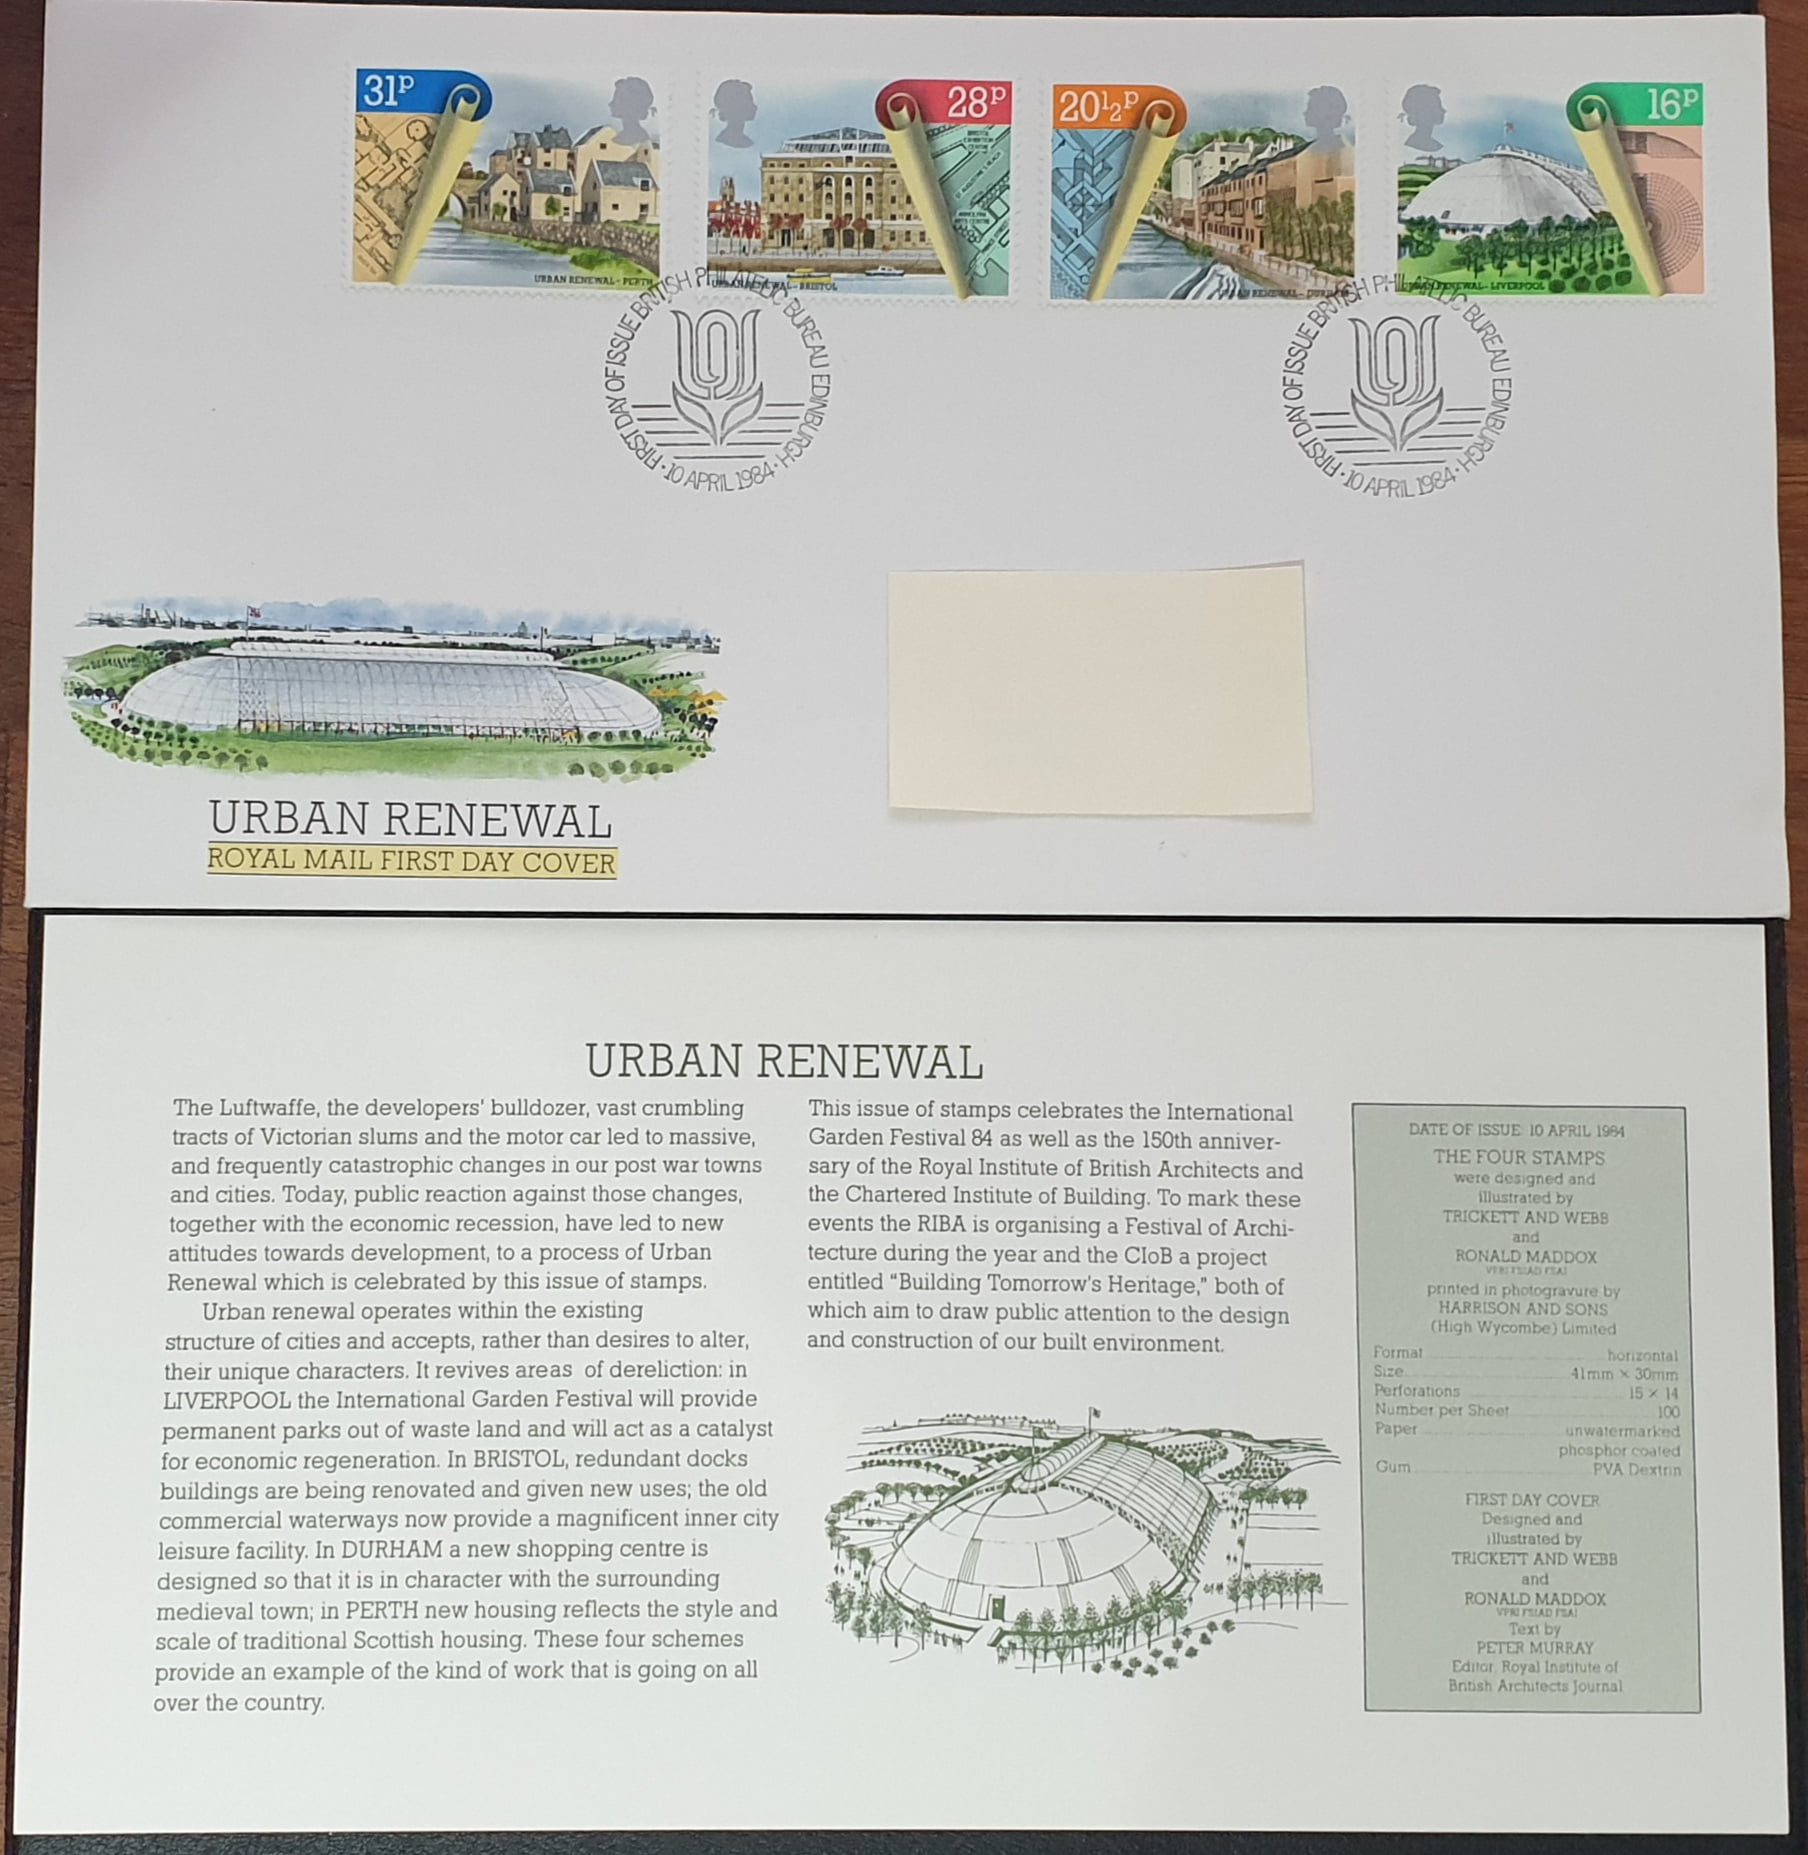 31P
28P
20½P
16P
BRISTOL
EXHIBITION
CENTRE
ARNOLFINI
ARTS CENTRE
URBAN RENEWAL - PERTH
URBAN RENEWAL - BRISTOL
URBAN RENEWAL - DURHAM
URBAN RENEWAL - LIVERPOOL
FIRST DAY OF ISSUE BRITISH PHILATELIC BUREAU EDINBURGH
· 10 APRIL 1984 ·
FIRST DAY OF ISSUE BRITISH PHILATELIC BUREAU EDINBURGH
· 10 APRIL 1984 ·
URBAN RENEWAL
ROYAL MAIL FIRST DAY COVER
URBAN RENEWAL
The Luftwaffe, the developers' bulldozer, vast crumbling
tracts of Victorian slums and the motor car led to massive,
and frequently catastrophic changes in our post war towns
and cities. Today, public reaction against those changes,
together with the economic recession, have led to new
attitudes towards development, to a process of Urban
Renewal which is celebrated by this issue of stamps.
Urban renewal operates within the existing
structure of cities and accepts, rather than desires to alter,
their unique characters. It revives areas of dereliction: in
LIVERPOOL the International Garden Festival will provide
permanent parks out of waste land and will act as a catalyst
for economic regeneration. In BRISTOL, redundant docks
buildings are being renovated and given new uses; the old
commercial waterways now provide a magnificent inner city
leisure facility. In DURHAM a new shopping centre is
designed so that it is in character with the surrounding
medieval town; in PERTH new housing reflects the style and
scale of traditional Scottish housing. These four schemes
provide an example of the kind of work that is going on all
over the country.
This issue of stamps celebrates the International
Garden Festival 84 as well as the 150th anniver-
sary of the Royal Institute of British Architects and
the Chartered Institute of Building. To mark these
events the RIBA is organising a Festival of Archi-
tecture during the year and the CIoB a project
entitled "Building Tomorrow's Heritage," both of
which aim to draw public attention to the design
and construction of our built environment.
DATE OF ISSUE: 10 APRIL 1984
THE FOUR STAMPS
were designed and
illustrated by
TRICKETT AND WEBB
and
RONALD MADDOX
VPRI FSIAD FSAI
printed in photogravure by
HARRISON AND SONS
(High Wycombe) Limited
Format horizontal
Size 41mm × 30mm
Perforations 15 × 14
Number per Sheet 100
Paper unwatermarked
phosphor coated
Gum PVA Dextrin
FIRST DAY COVER
Designed and
illustrated by
TRICKETT AND WEBB
and
RONALD MADDOX
VPRI FSIAD FSAI
Text by
PETER MURRAY
Editor, Royal Institute of
British Architects Journal